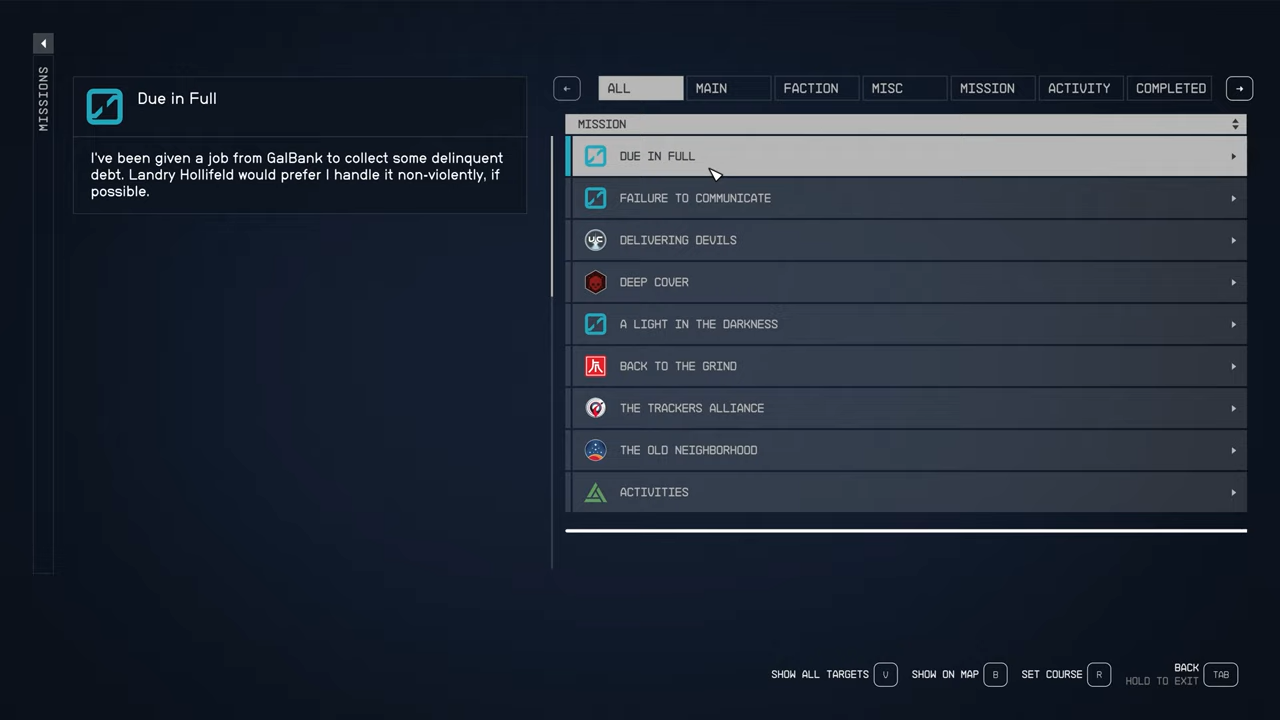 MISSIONS
Due in Full
I've been given a job from GalBank to collect some delinquent
debt. Landry Hollifeld would prefer I handle it non-violently, if
possible.
ALL
MAIN
FACTION
MISC
MISSION
ACTIVITY
COMPLETED
MISSION
DUE IN FULL
FAILURE TO COMMUNICATE
UC
DELIVERING DEVILS
DEEP COVER
A LIGHT IN THE DARKNESS
BACK TO THE GRIND
THE TRACKERS ALLIANCE
THE OLD NEIGHBORHOOD
ACTIVITIES
SHOW ALL TARGETS V
SHOW ON MAP B
SET COURSE R
BACK
HOLD TO EXIT TAB